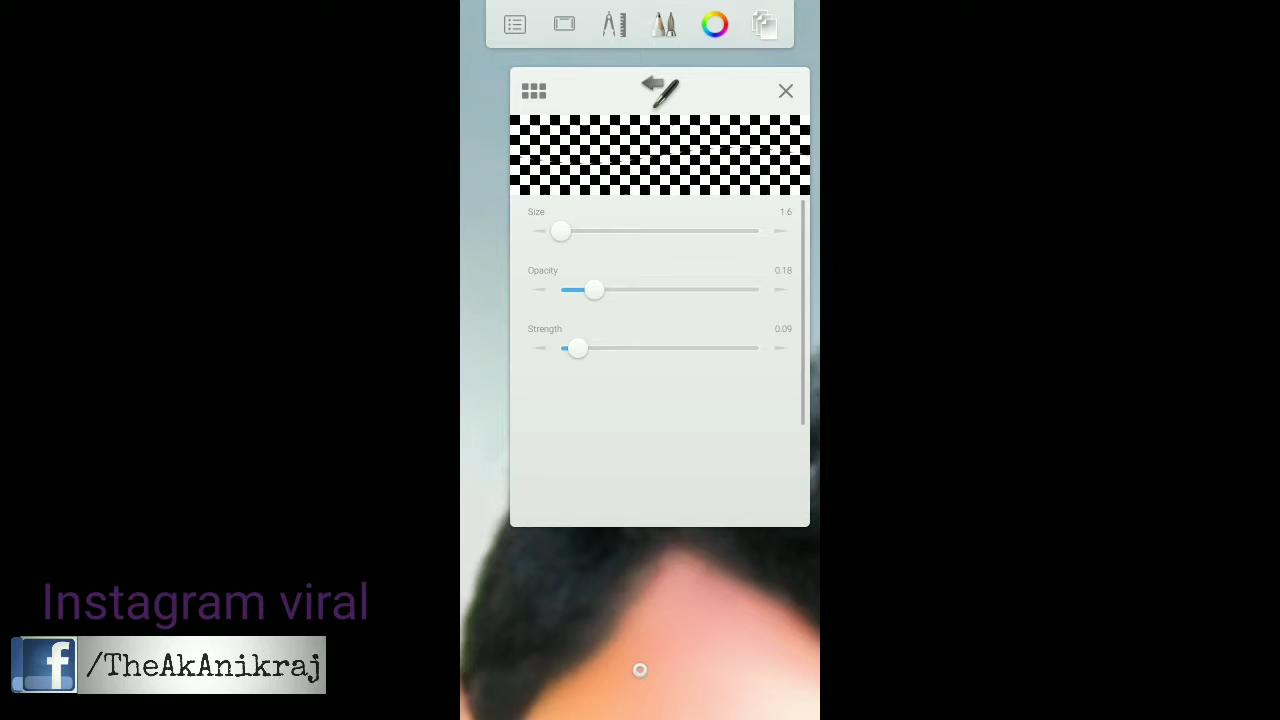 Size 1.6
Opacity 0.18
Strength 0.09
Instagram viral
f /TheAkAnikraj